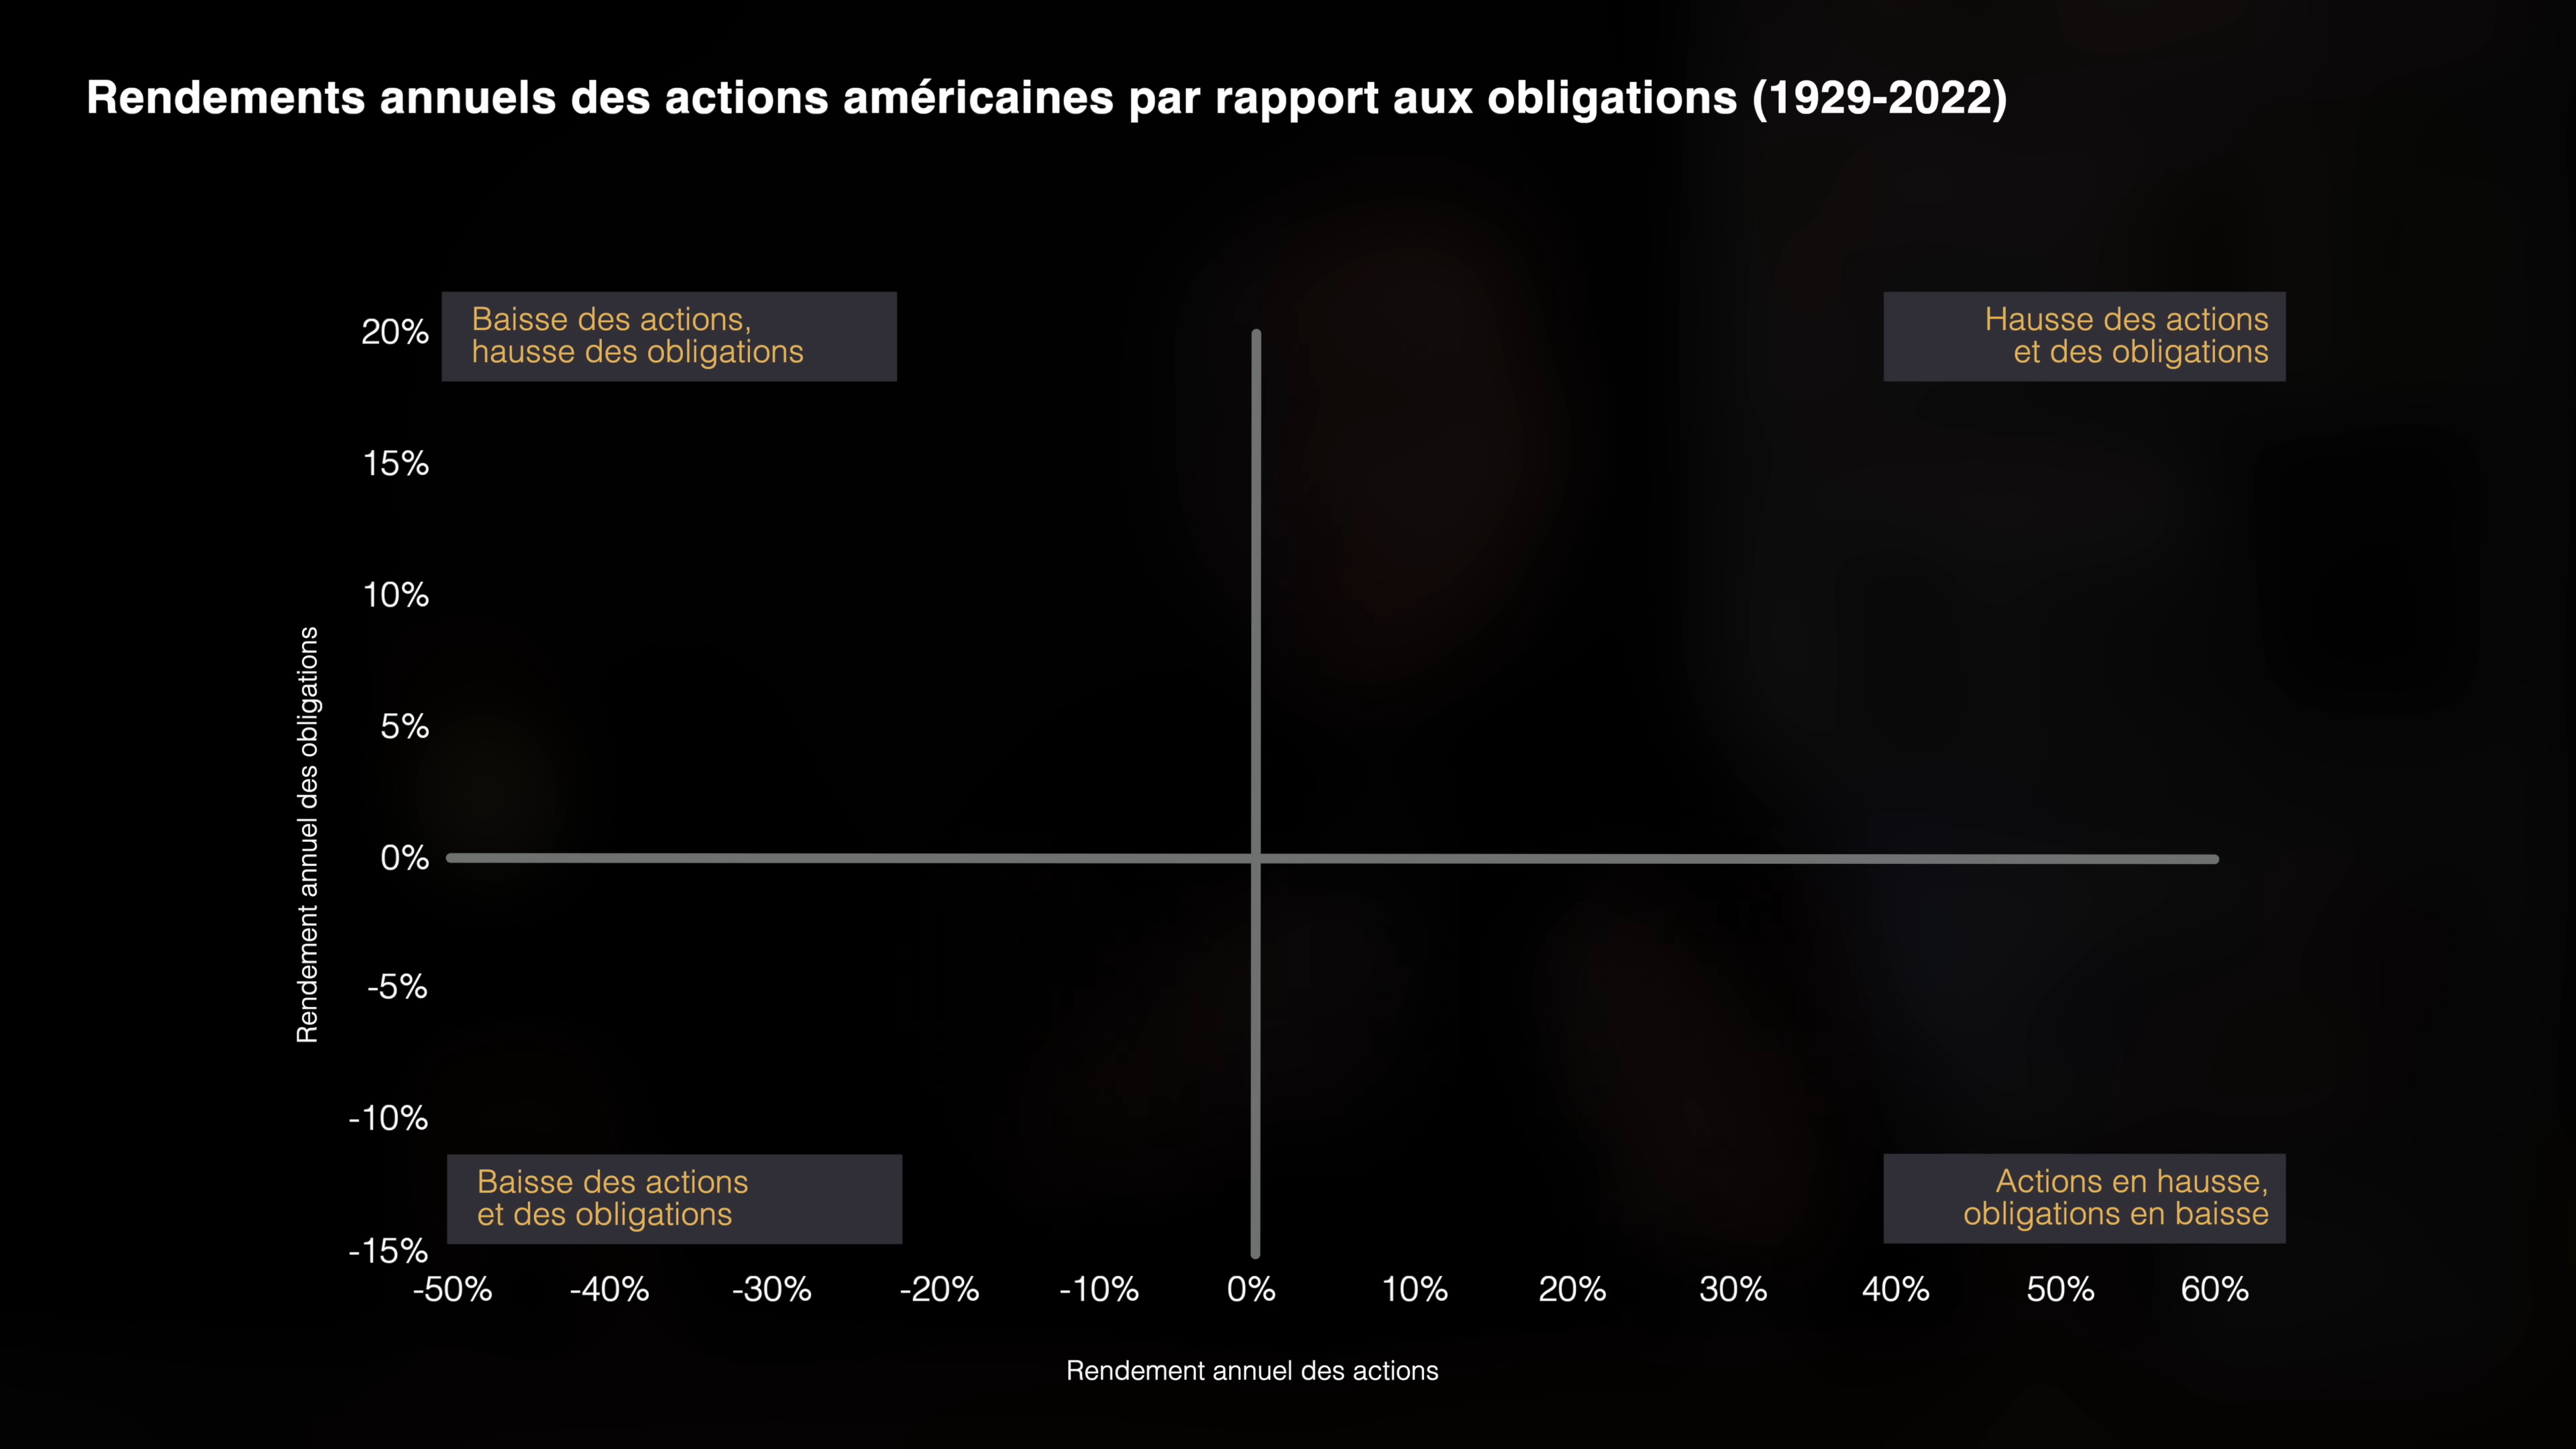 Rendements annuels des actions américaines par rapport aux obligations (1929-2022)
Baisse des actions,
hausse des obligations
Hausse des actions
et des obligations
20%
15%
10%
5%
0%
-5%
-10%
-15%
Rendement annuel des obligations
Baisse des actions
et des obligations
Actions en hausse,
obligations en baisse
-50% -40% -30% -20% -10% 0% 10% 20% 30% 40% 50% 60%
Rendement annuel des actions